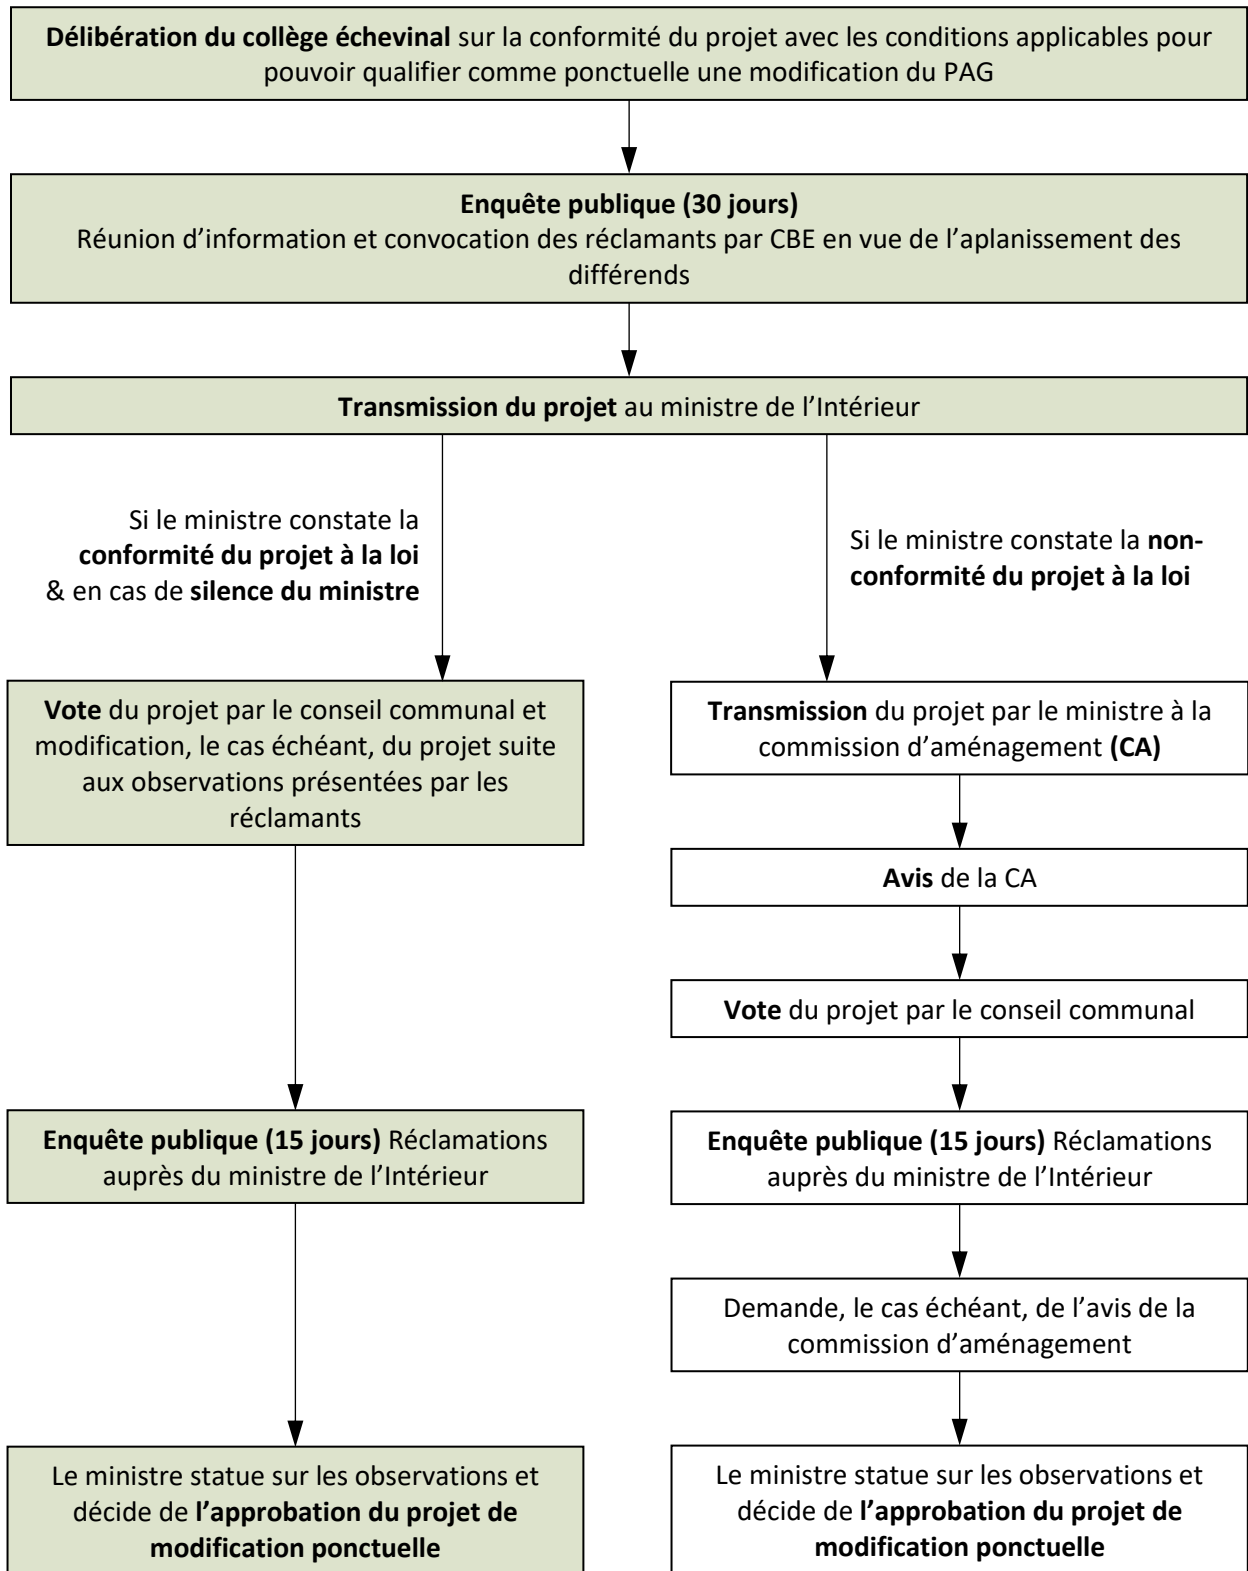 Délibération du collège échevinal sur la conformité du projet avec les conditions applicables pour
pouvoir qualifier comme ponctuelle une modification du PAG
Enquête publique (30 jours)
Réunion d’information et convocation des réclamants par CBE en vue de l’aplanissement des
différends
Transmission du projet au ministre de l’Intérieur
Si le ministre constate la
conformité du projet à la loi
& en cas de silence du ministre
Si le ministre constate la non-
conformité du projet à la loi
Vote du projet par le conseil communal et
modification, le cas échéant, du projet suite
aux observations présentées par les
réclamants
Transmission du projet par le ministre à la
commission d’aménagement (CA)
Avis de la CA
Vote du projet par le conseil communal
Enquête publique (15 jours) Réclamations
auprès du ministre de l’Intérieur
Enquête publique (15 jours) Réclamations
auprès du ministre de l’Intérieur
Demande, le cas échéant, de l’avis de la
commission d’aménagement
Le ministre statue sur les observations et
décide de l’approbation du projet de
modification ponctuelle
Le ministre statue sur les observations et
décide de l’approbation du projet de
modification ponctuelle